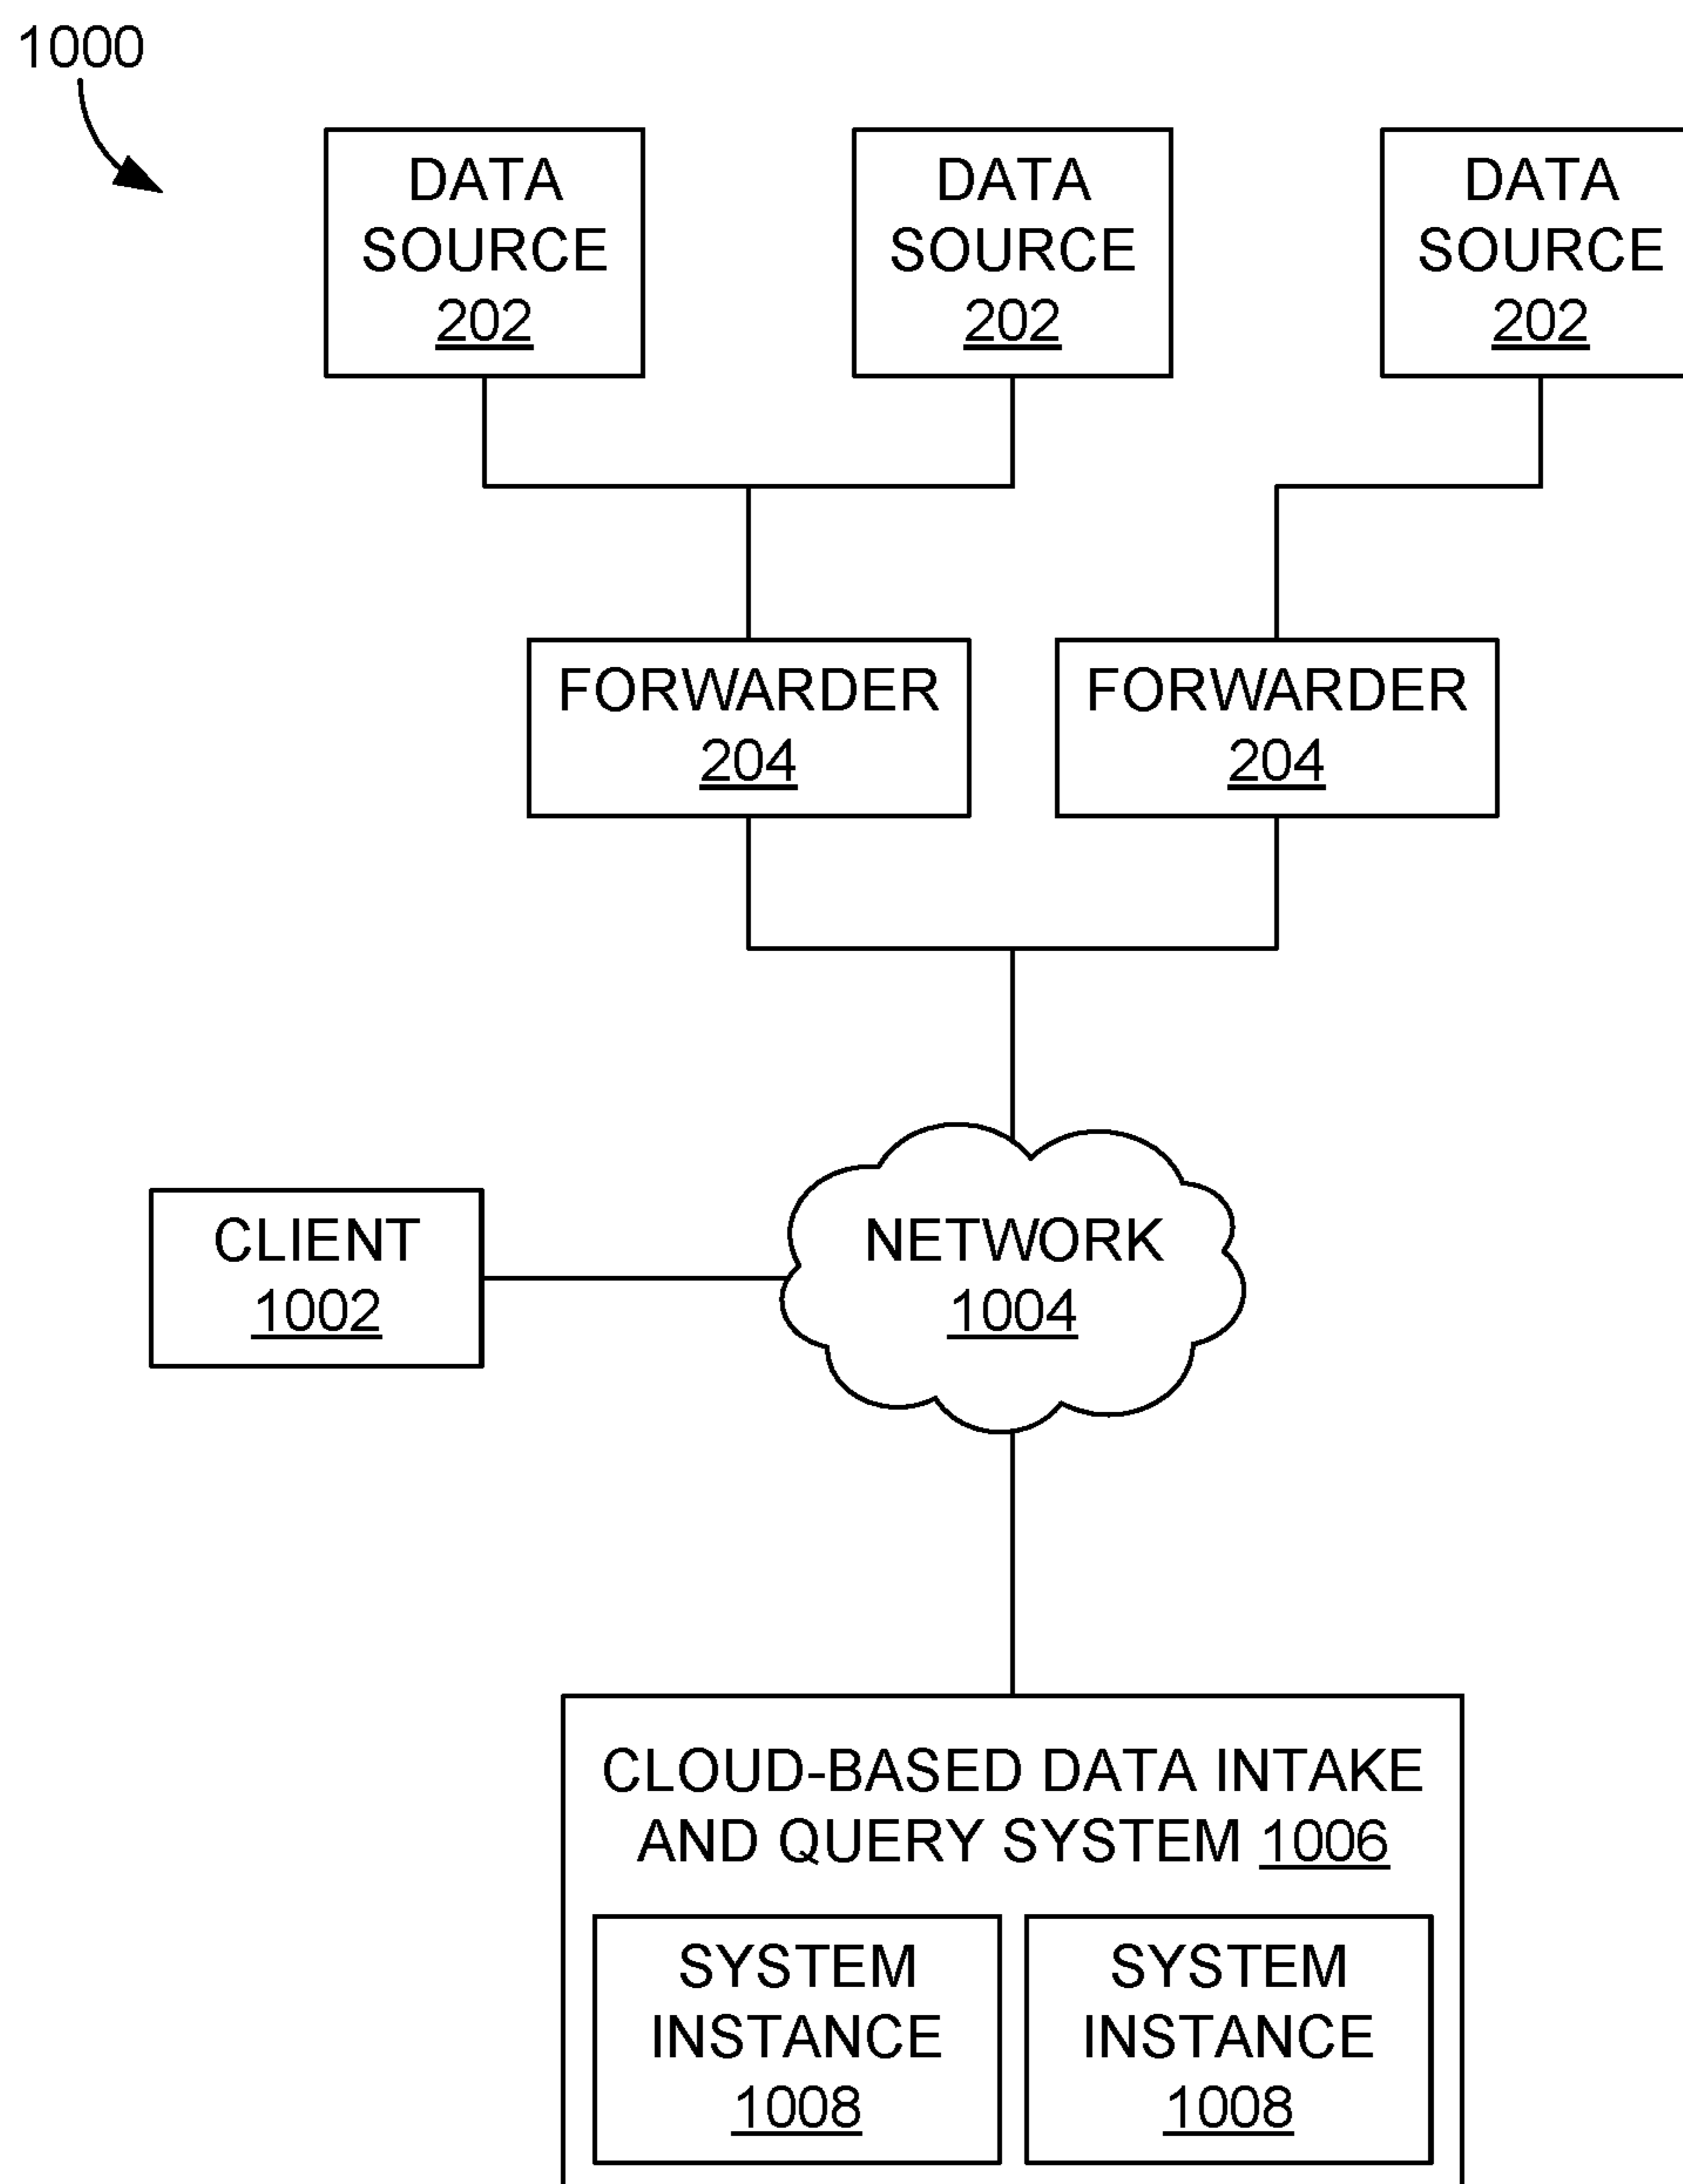 1000
DATA
SOURCE
202
DATA
SOURCE
202
DATA
SOURCE
202
FORWARDER
204
FORWARDER
204
CLIENT
1002
NETWORK
1004
CLOUD-BASED DATA INTAKE
AND QUERY SYSTEM 1006
SYSTEM
INSTANCE
1008
SYSTEM
INSTANCE
1008